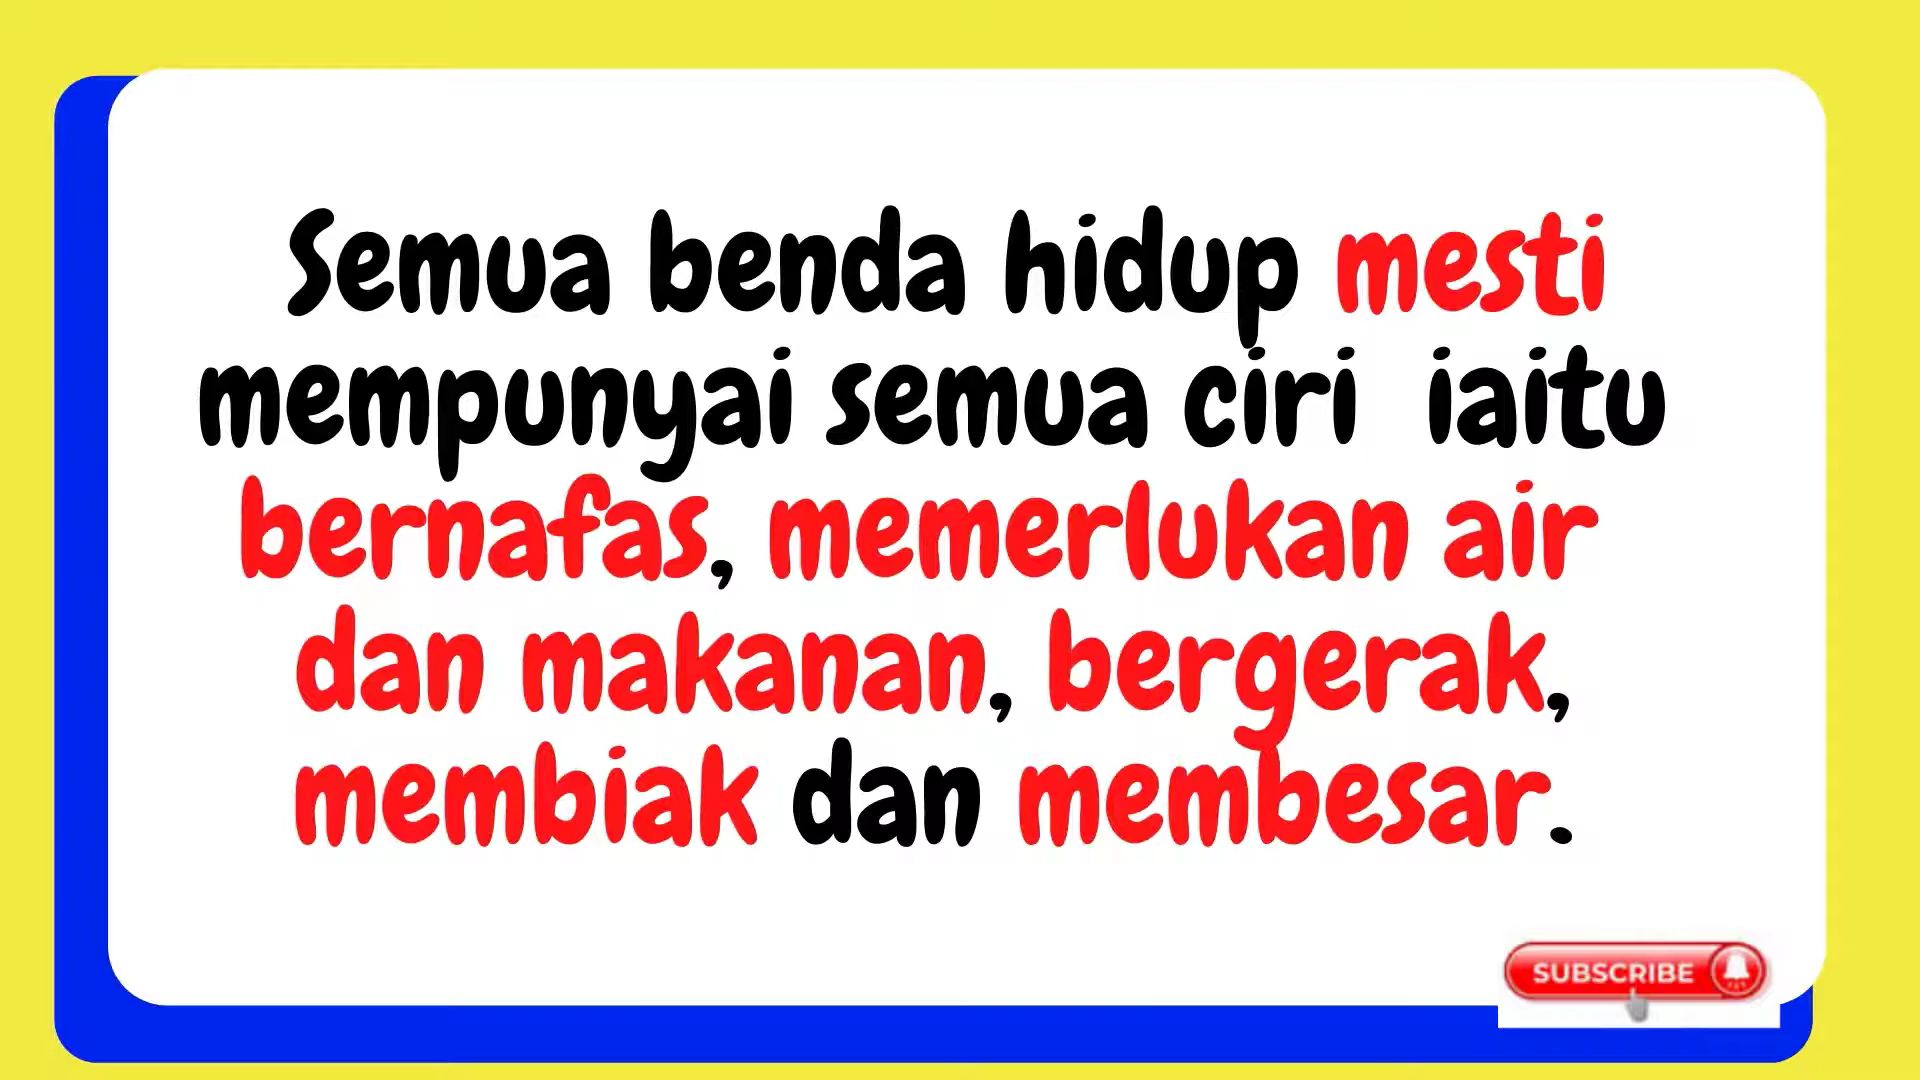 Semua benda hidup mesti
mempunyai semua ciri iaitu
bernafas, memerlukan air
dan makanan, bergerak,
membiak dan membesar.
SUBSCRIBE